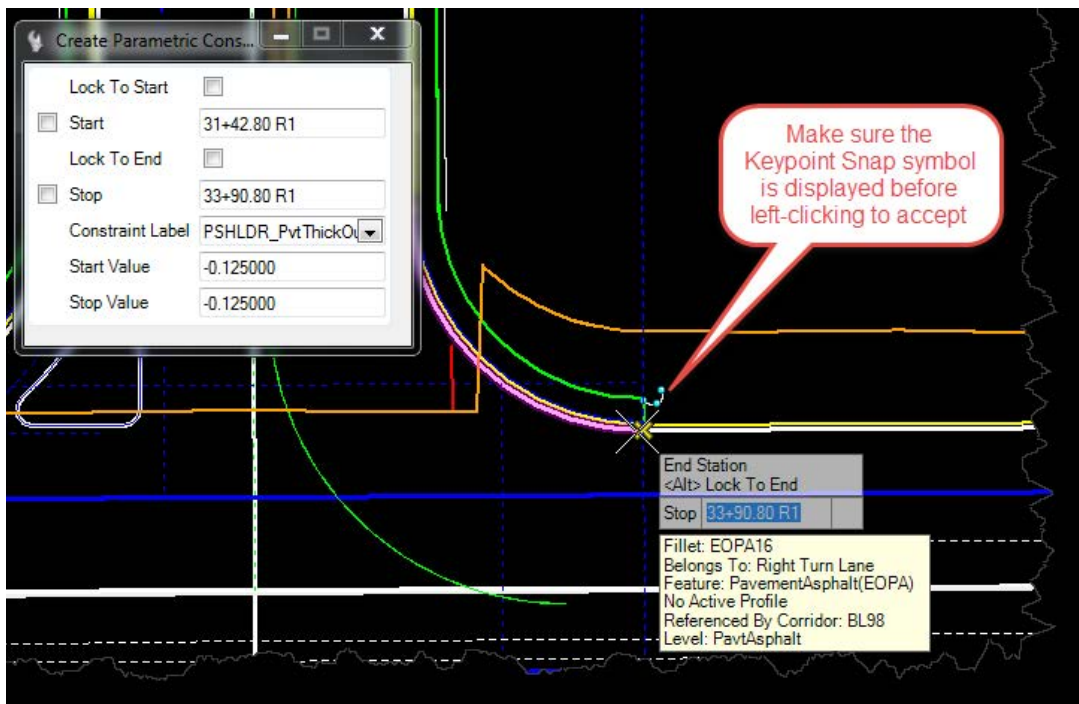 Create Parametric Cons...
Lock To Start
Start 31+42.80 R1
Lock To End
Stop 33+90.80 R1
Constraint Label PSHLDR_PvtThickOu
Start Value -0.125000
Stop Value -0.125000
Make sure the
Keypoint Snap symbol
is displayed before
left-clicking to accept
End Station
<Alt> Lock To End
Stop 33+90.80 R1
Fillet: EOPA16
Belongs To: Right Turn Lane
Feature: PavementAsphalt(EOPA)
No Active Profile
Referenced By Corridor: BL98
Level: PavtAsphalt